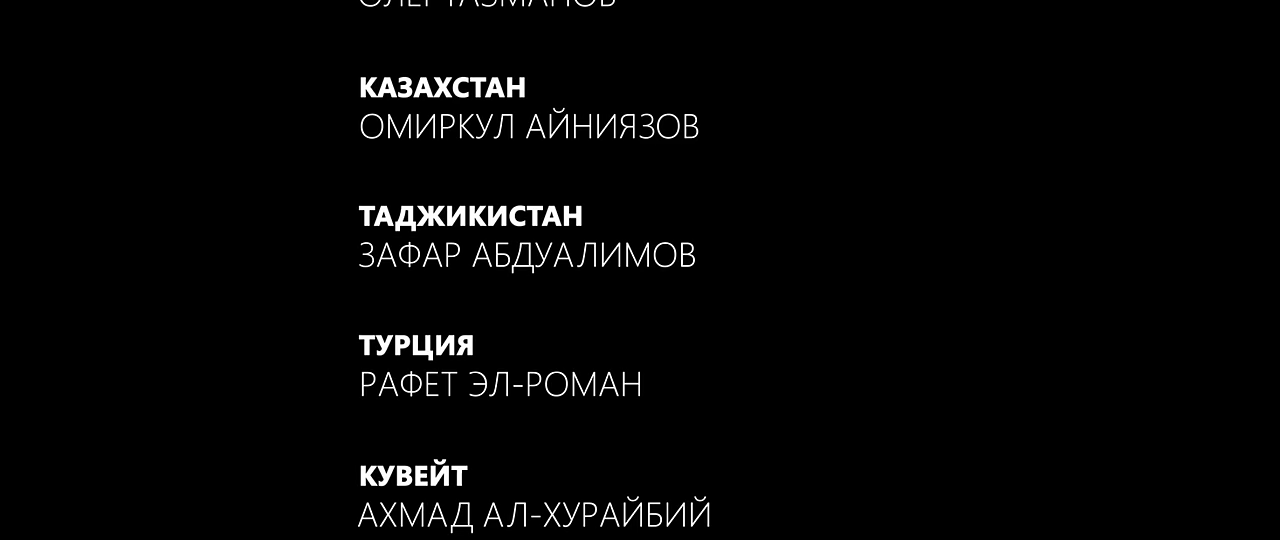 КАЗАХСТАН
ОМИРКУЛ АЙНИЯЗОВ
ТАДЖИКИСТАН
ЗАФАР АБДУАЛИМОВ
ТУРЦИЯ
РАФЕТ ЭЛ-РОМАН
КУВЕЙТ
АХМАД АЛ-ХУРАЙБИЙ